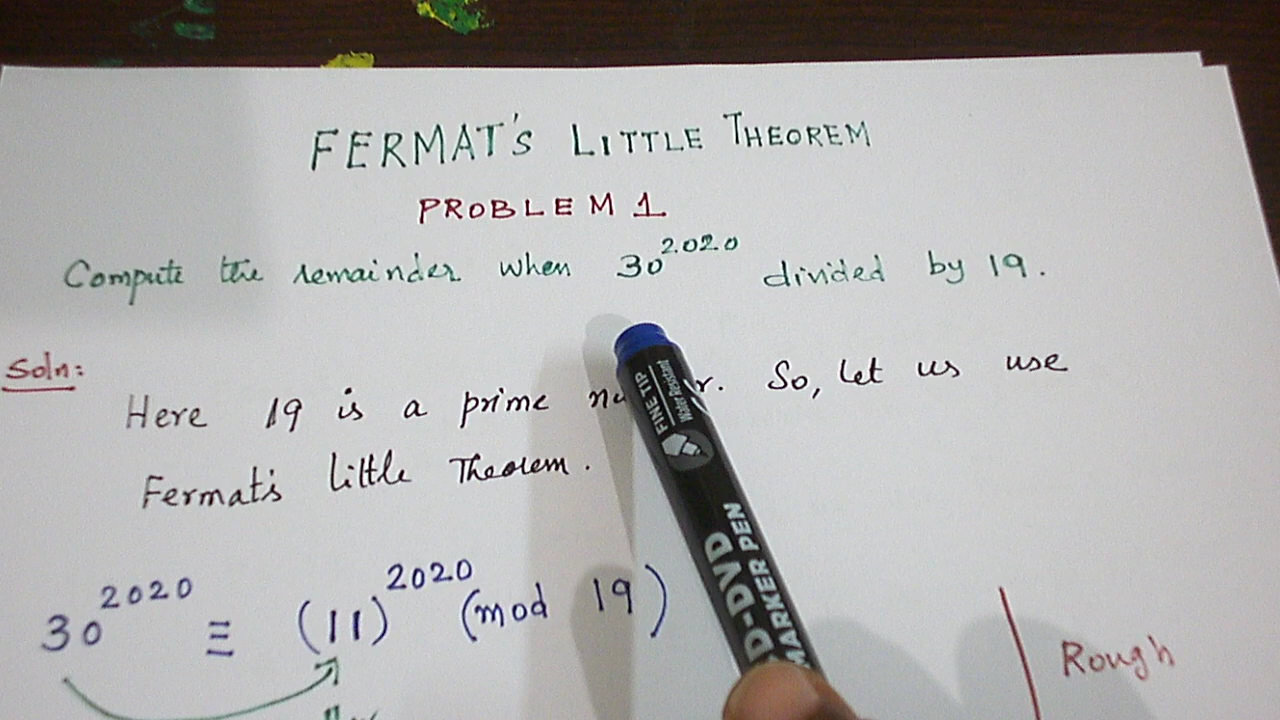 FERMAT'S LITTLE THEOREM
PROBLEM 1
Compute the remainder when 30^2020 divided by 19.
Soln:
Here 19 is a prime r. So, let us use
Fermat's little Theorem.
30^2020 ≡ (11)^2020 (mod 19)
Rough
FINE TIP
Water Resistant
D-DVD
MARKER PEN